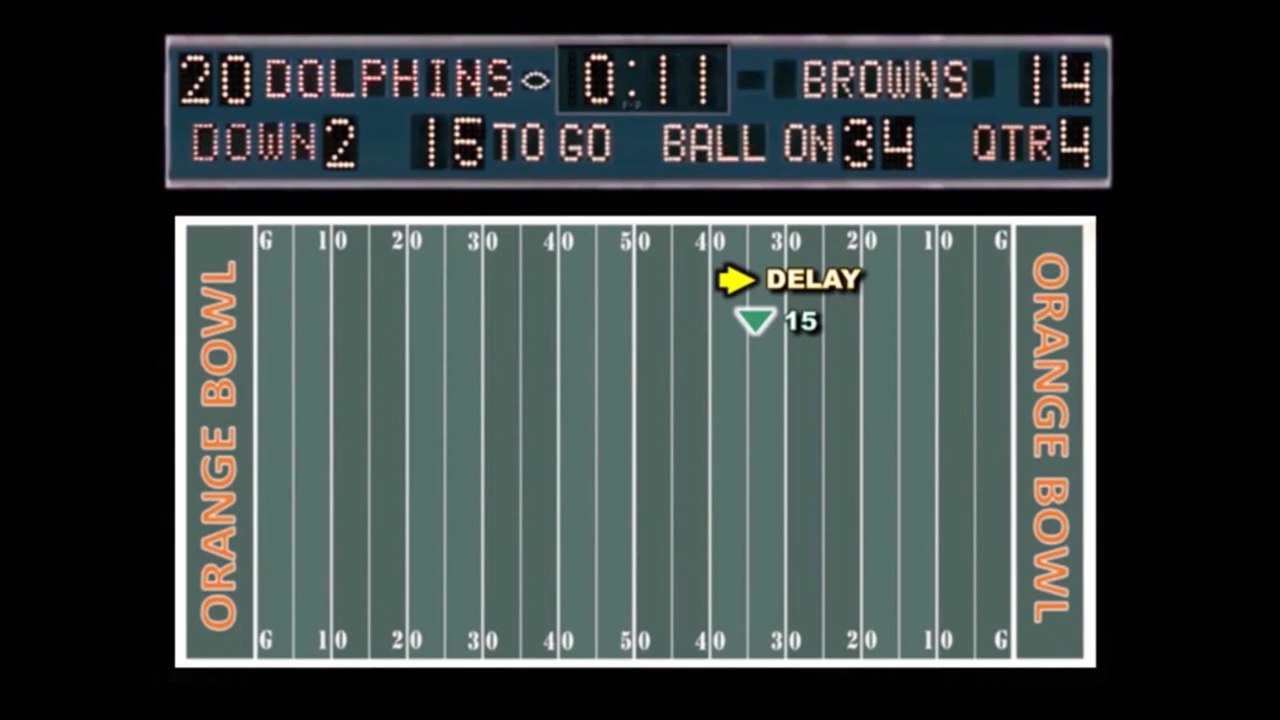 20 DOLPHINS 0:11 BROWNS 14
DOWN 2 15 TO GO BALL ON 34 QTR 4
G 10 20 30 40 50 40 30 20 10 G
DELAY
15
ORANGE BOWL
ORANGE BOWL
G 10 20 30 40 50 40 30 20 10 G